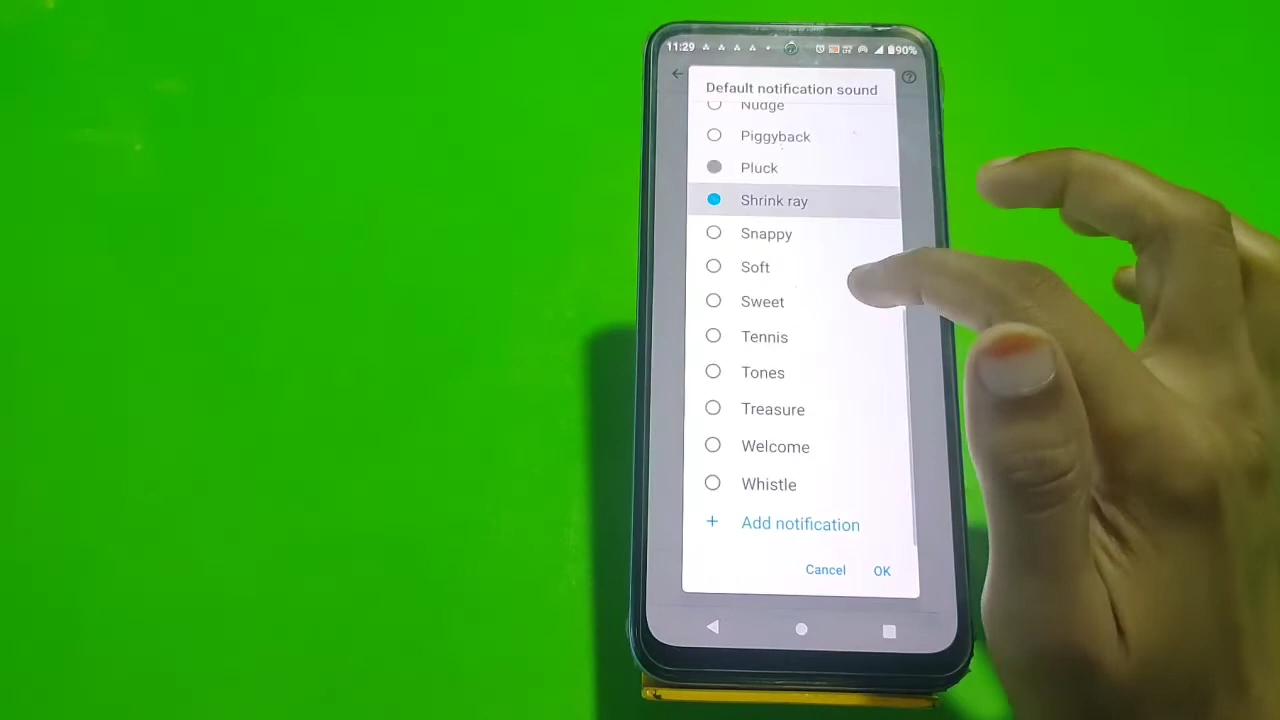 11:29 90%
Default notification sound
Nudge
Piggyback
Pluck
Shrink ray
Snappy
Soft
Sweet
Tennis
Tones
Treasure
Welcome
Whistle
+ Add notification
Cancel OK